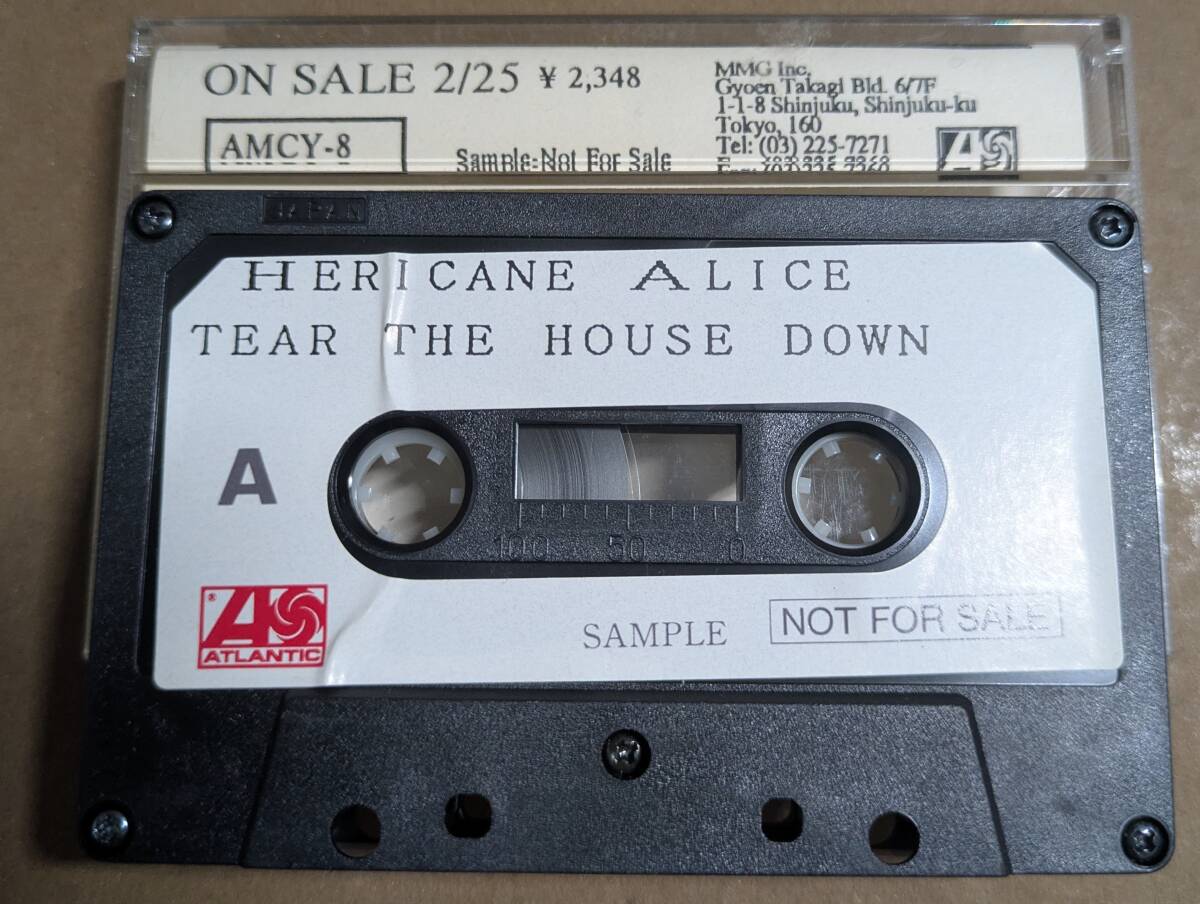 ON SALE 2/25 ¥ 2,348
MMG Inc.
Gyoen Takagi Bld. 6/7F
1-1-8 Shinjuku, Shinjuku-ku
Tokyo, 160
Tel: (03) 225-7271
AMCY-8
Sample-Not For Sale
JAPAN
HERICANE ALICE
TEAR THE HOUSE DOWN
A
100 50 0
® ATLANTIC
SAMPLE
NOT FOR SALE